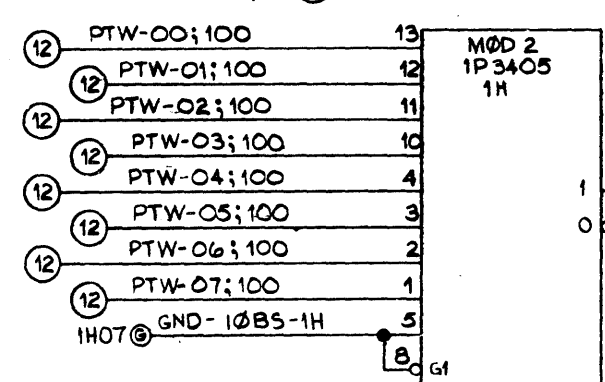 12 PTW-00;100 13
12 PTW-01;100 12
12 PTW-02;100 11
12 PTW-03;100 10
12 PTW-04;100 4
12 PTW-05;100 3
12 PTW-06;100 2
12 PTW-07;100 1
1H07 G GND-1ØBS-1H 5
8 G1
MØD 2
1P3405
1H
1
0